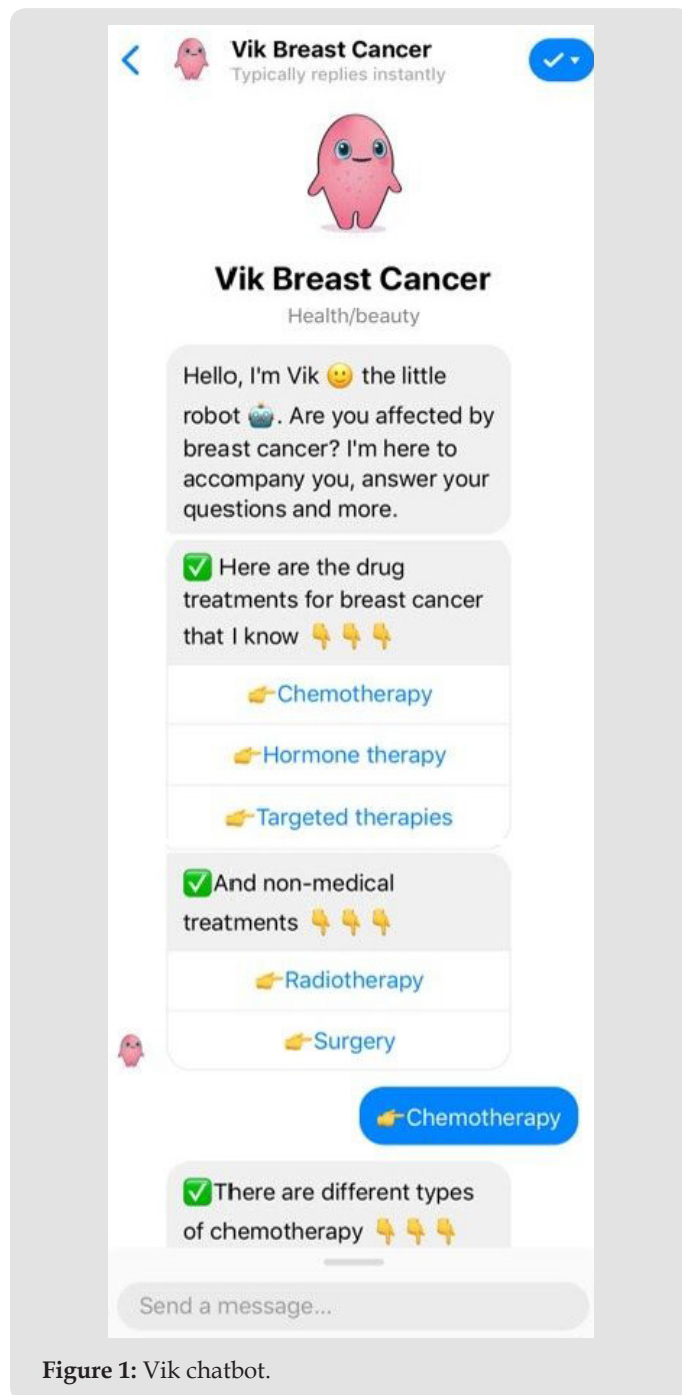 Vik Breast Cancer
Typically replies instantly
Vik Breast Cancer
Health/beauty
Hello, I'm Vik 🙂 the little
robot 🤖. Are you affected by
breast cancer? I'm here to
accompany you, answer your
questions and more.
✅ Here are the drug
treatments for breast cancer
that I know 👇 👇 👇
👉Chemotherapy
👉Hormone therapy
👉Targeted therapies
✅And non-medical
treatments 👇 👇 👇
👉Radiotherapy
👉Surgery
👉Chemotherapy
✅There are different types
of chemotherapy 👇 👇 👇
Send a message...
Figure 1: Vik chatbot.